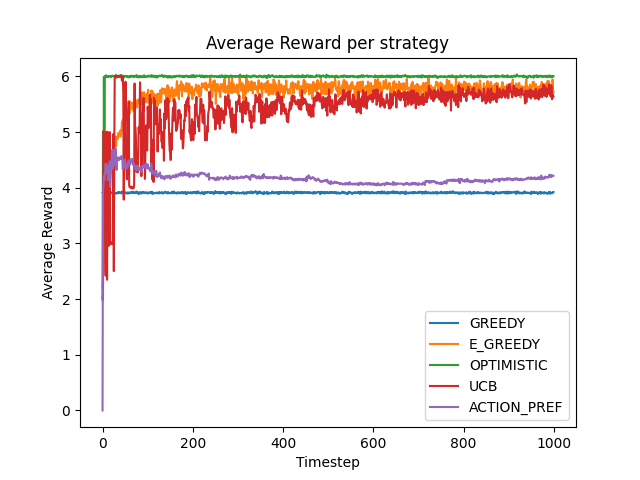 Average Reward per strategy
Average Reward
6
5
4
3
2
1
0
0 200 400 600 800 1000
Timestep
GREEDY
E_GREEDY
OPTIMISTIC
UCB
ACTION_PREF